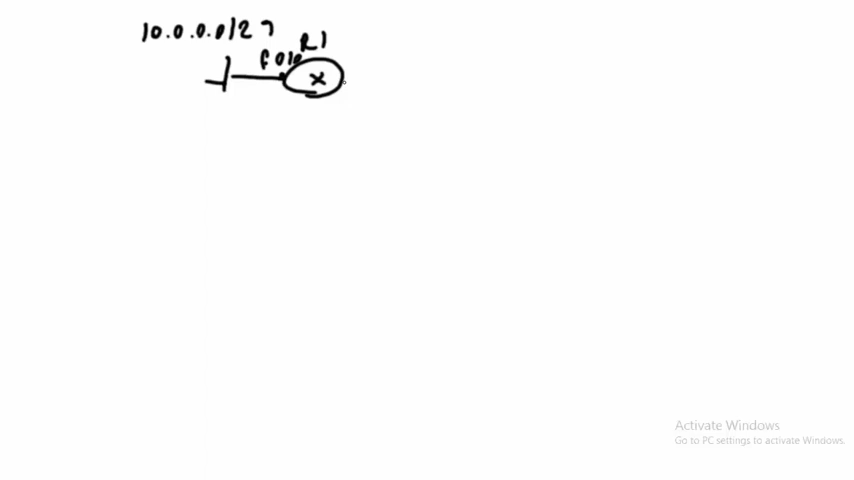 10.0.0.0/27
R1
f0/0
Activate Windows
Go to PC settings to activate Windows.